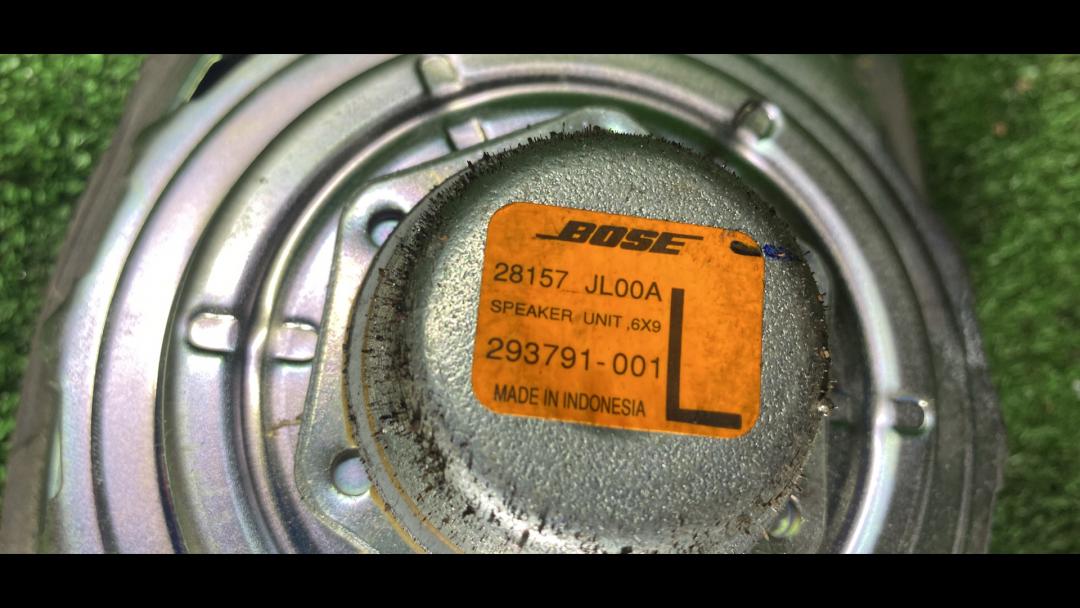 BOSE
28157 JL00A
SPEAKER UNIT ,6X9
293791-001
MADE IN INDONESIA
L